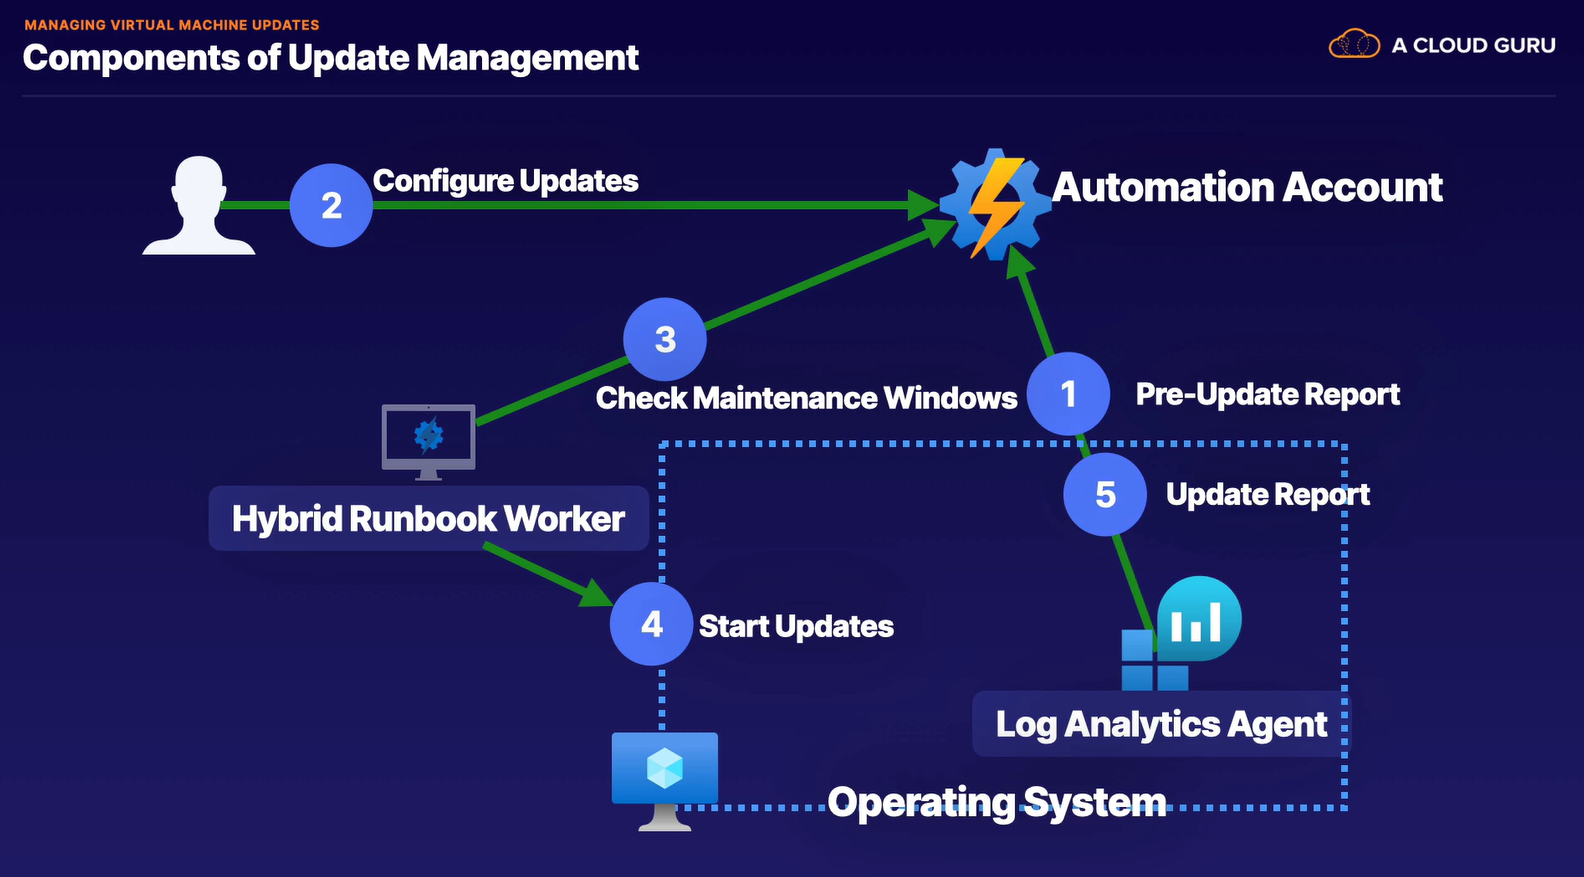 MANAGING VIRTUAL MACHINE UPDATES
Components of Update Management
A CLOUD GURU
2
Configure Updates
Automation Account
3
Check Maintenance Windows
1
Pre-Update Report
5
Update Report
Hybrid Runbook Worker
4
Start Updates
Log Analytics Agent
Operating System